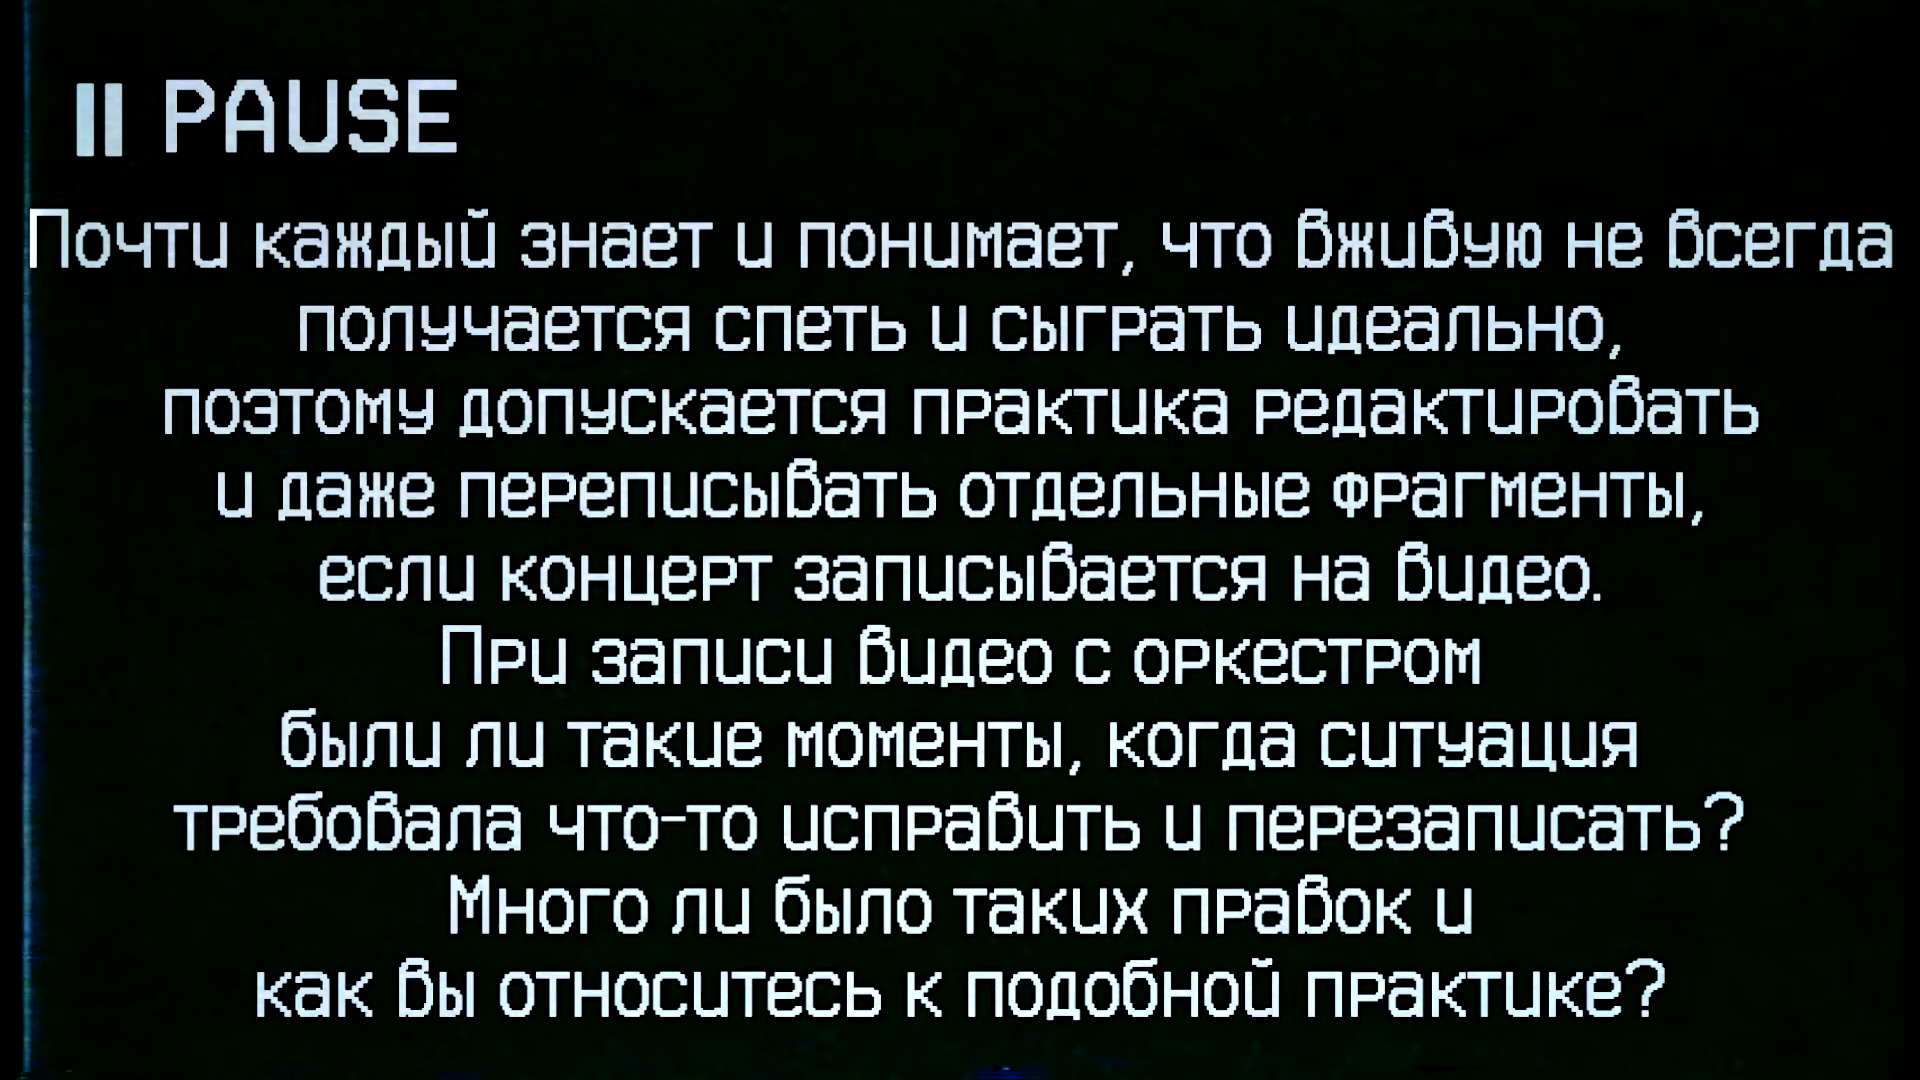 PAUSE
Почти каждый знает и понимает, что вживую не всегда
получается спеть и сыграть идеально,
поэтому допускается практика редактировать
и даже переписывать отдельные фрагменты,
если концерт записывается на видео.
При записи видео с оркестром
были ли такие моменты, когда ситуация
требовала что-то исправить и перезаписать?
Много ли было таких правок и
как вы относитесь к подобной практике?